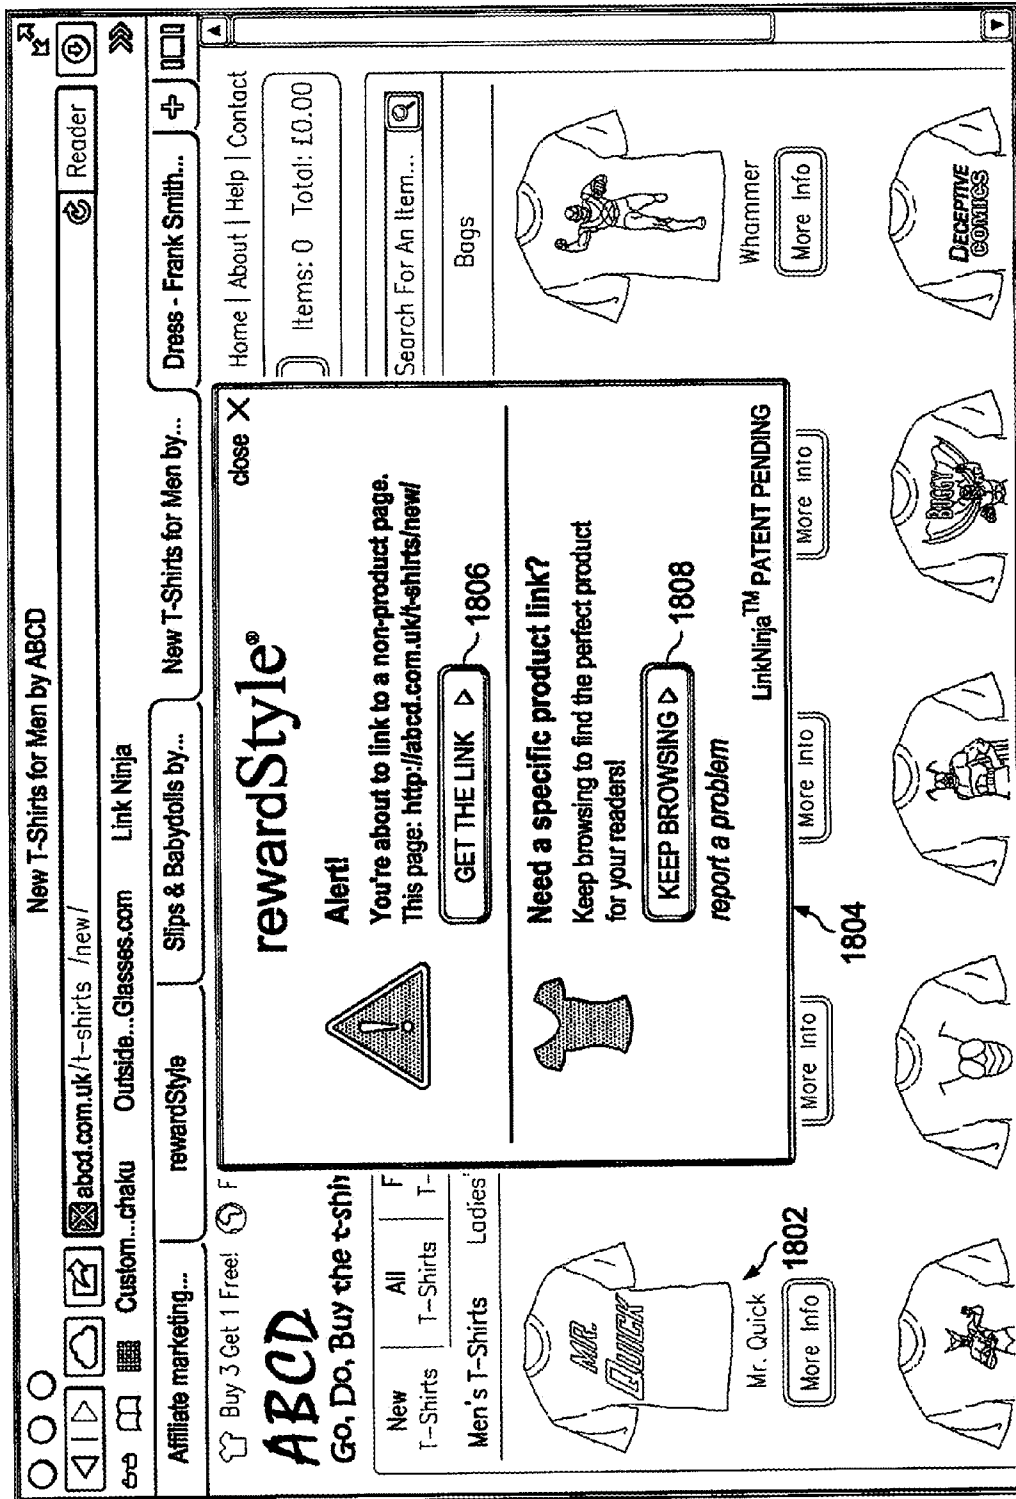 New T-Shirts for Men by ABCD
abcd.com.uk/t-shirts /new/
Reader
Custom...chaku
Outside...Glasses.com
Link Ninja
Affiliate marketing...
rewardStyle
Slips & Babydolls by...
New T-Shirts for Men by...
Dress - Frank Smith...
Buy 3 Get 1 Free!
F
Home | About | Help | Contact
ABCD
Go, Do, Buy the t-shir
Items: 0 Total: £0.00
New
T-Shirts
All
T-Shirts
F
T-
Search For An Item...
Men's T-Shirts
Ladies'
Bags
rewardStyle®
close X
Alert!
You're about to link to a non-product page.
This page: http://abcd.com.uk/t-shirts/new/
GET THE LINK
1806
Need a specific product link?
Keep browsing to find the perfect product
for your readers!
KEEP BROWSING
1808
report a problem
LinkNinja™ PATENT PENDING
1804
MR.
QUICK
Mr. Quick
1802
More Info
More Info
More Info
More Info
Whammer
More Info
BUGGY
DECEPTIVE
COMICS